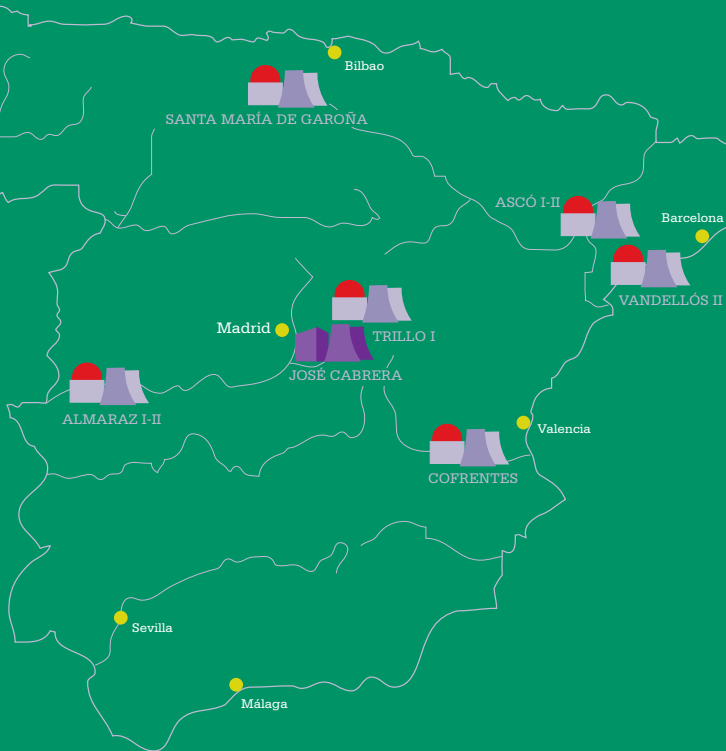 Bilbao
SANTA MARÍA DE GAROÑA
ASCÓ I-II
Barcelona
VANDELLÓS II
Madrid
TRILLO I
JOSÉ CABRERA
ALMARAZ I-II
Valencia
COFRENTES
Sevilla
Málaga